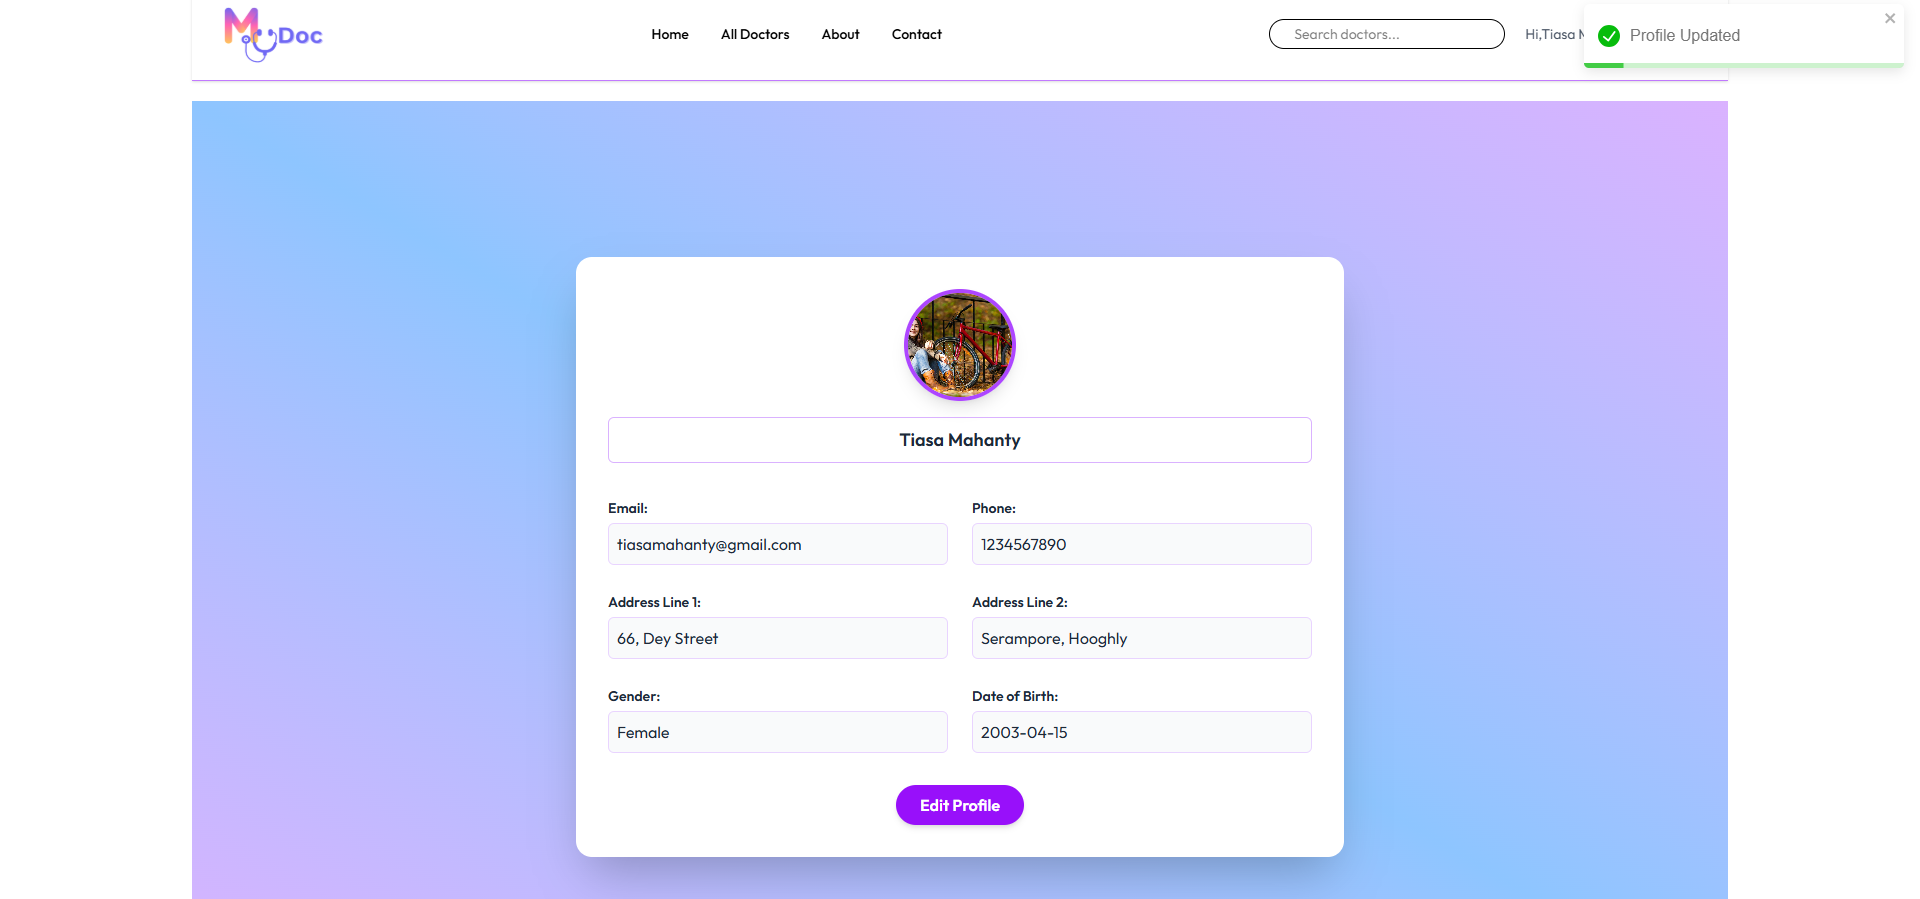 MyDoc
Home
All Doctors
About
Contact
Search doctors...
Hi,Tiasa
Profile Updated
Tiasa Mahanty
Email:
Phone:
tiasamahanty@gmail.com
1234567890
Address Line 1:
Address Line 2:
66, Dey Street
Serampore, Hooghly
Gender:
Date of Birth:
Female
2003-04-15
Edit Profile